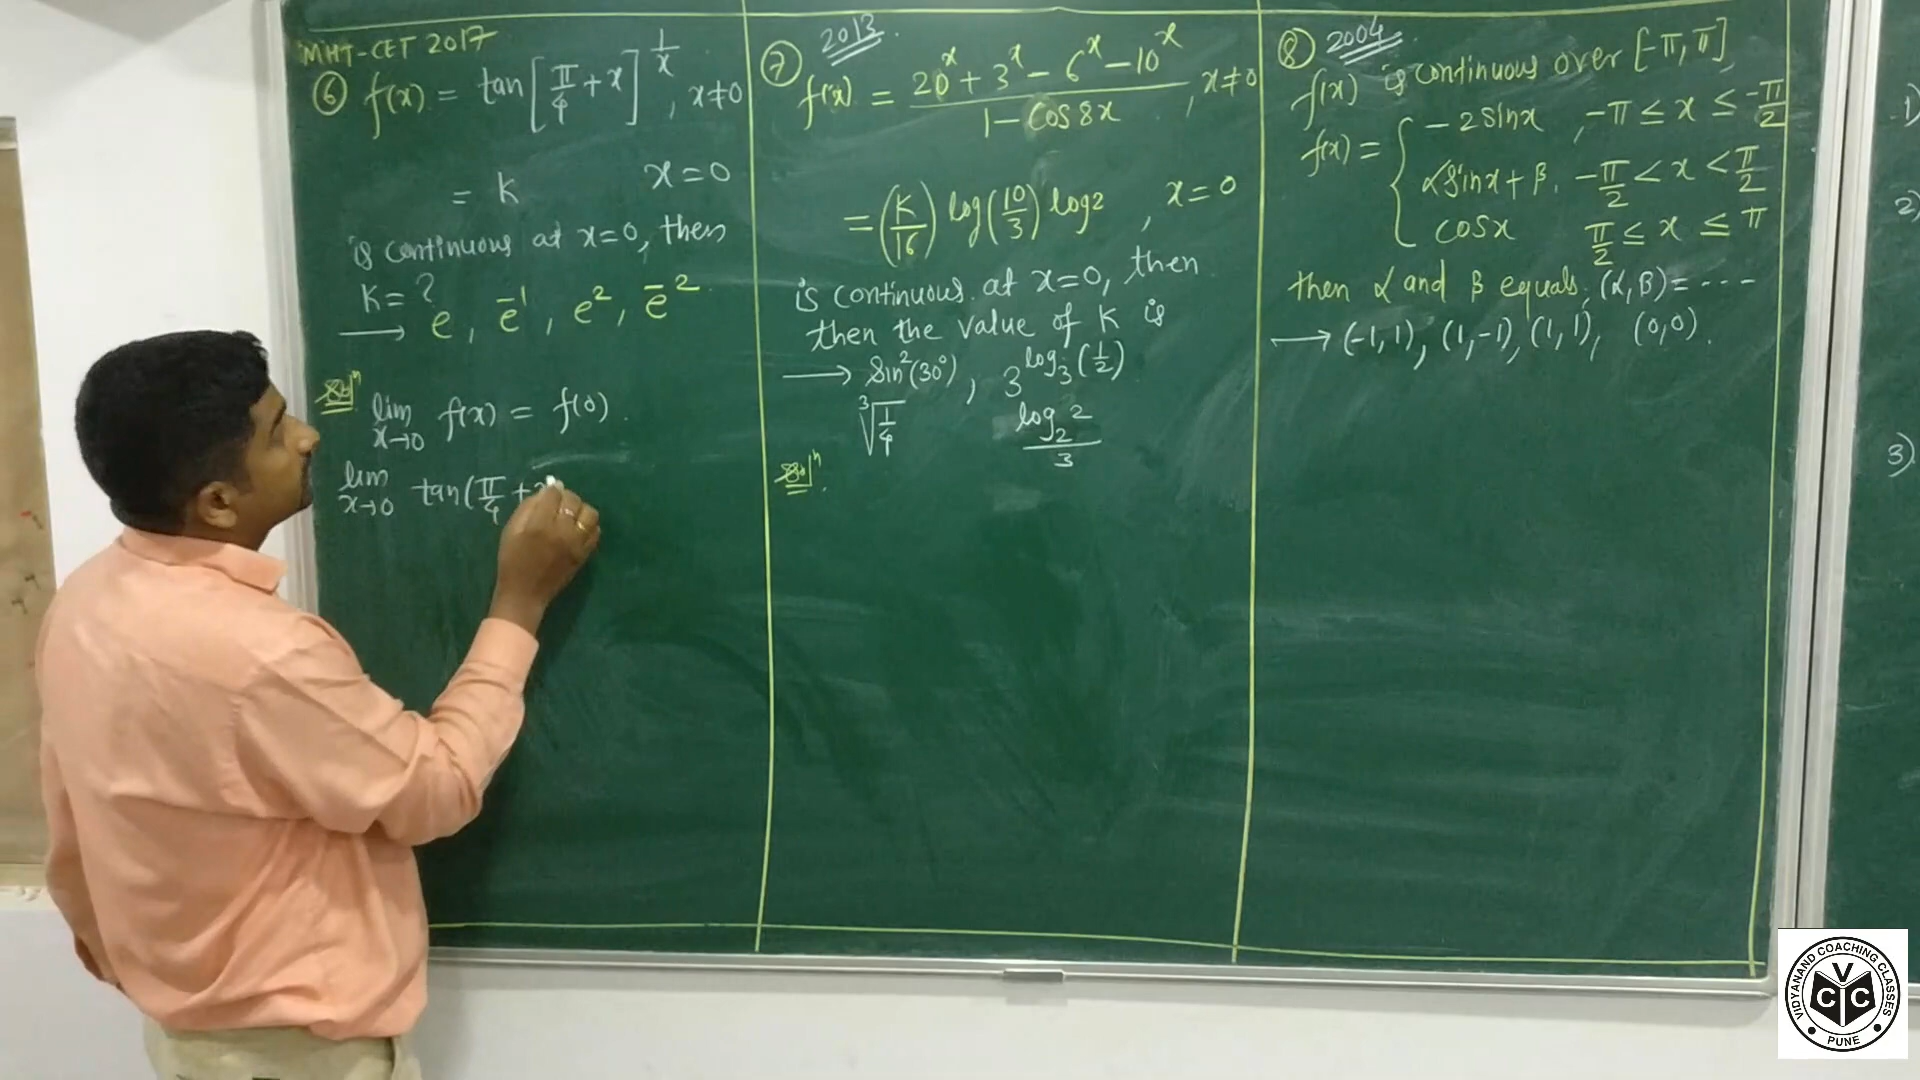 MHT-CET 2017
⑥ f(x) = tan[π/4 + x]^(1/x), x≠0
= k x=0
is continuous at x=0, then
k = ?
→ e, e⁻¹, e², e⁻²
Solⁿ lim x→0 f(x) = f(0).
lim x→0 tan(π/4 +
⑦ 2013
f(x) = (20^x + 3^x − 6^x − 10^x) / (1 − cos8x), x≠0
= (k/16) log(10/3) log2, x=0
is continuous at x=0, then
then the value of k is
→ sin²(30°), 3^(log₃(1/2))
∛(1/4) (log₂2)/3
Solⁿ.
⑧ 2004
f(x) is continuous over [-π, π],
f(x) = { −2sinx, −π ≤ x ≤ −π/2
αsinx + β, −π/2 < x < π/2
cosx π/2 ≤ x ≤ π
then α and β equals, (α,β) = ----
→ (-1,1), (1,-1), (1,1), (0,0).
1)
2)
3)
VIDYANAND COACHING CLASSES
VCC
PUNE